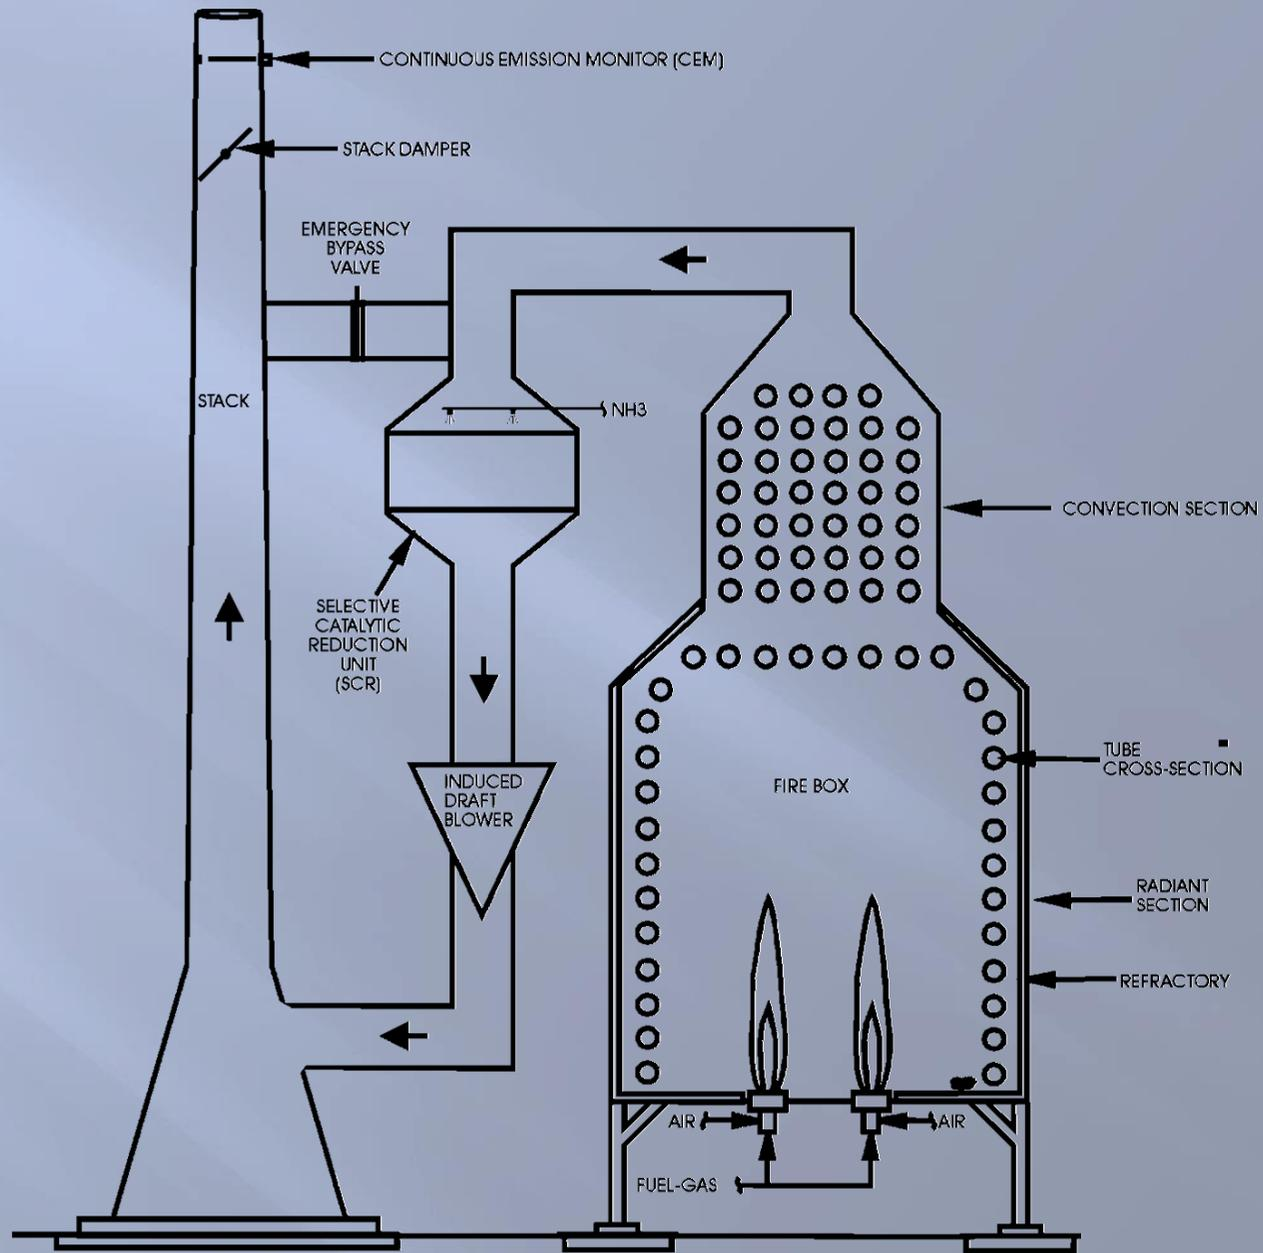 CONTINUOUS EMISSION MONITOR (CEM)
STACK DAMPER
EMERGENCY
BYPASS
VALVE
STACK
NH3
CONVECTION SECTION
SELECTIVE
CATALYTIC
REDUCTION
UNIT
(SCR)
TUBE
CROSS-SECTION
INDUCED
DRAFT
BLOWER
FIRE BOX
RADIANT
SECTION
REFRACTORY
AIR
AIR
FUEL-GAS